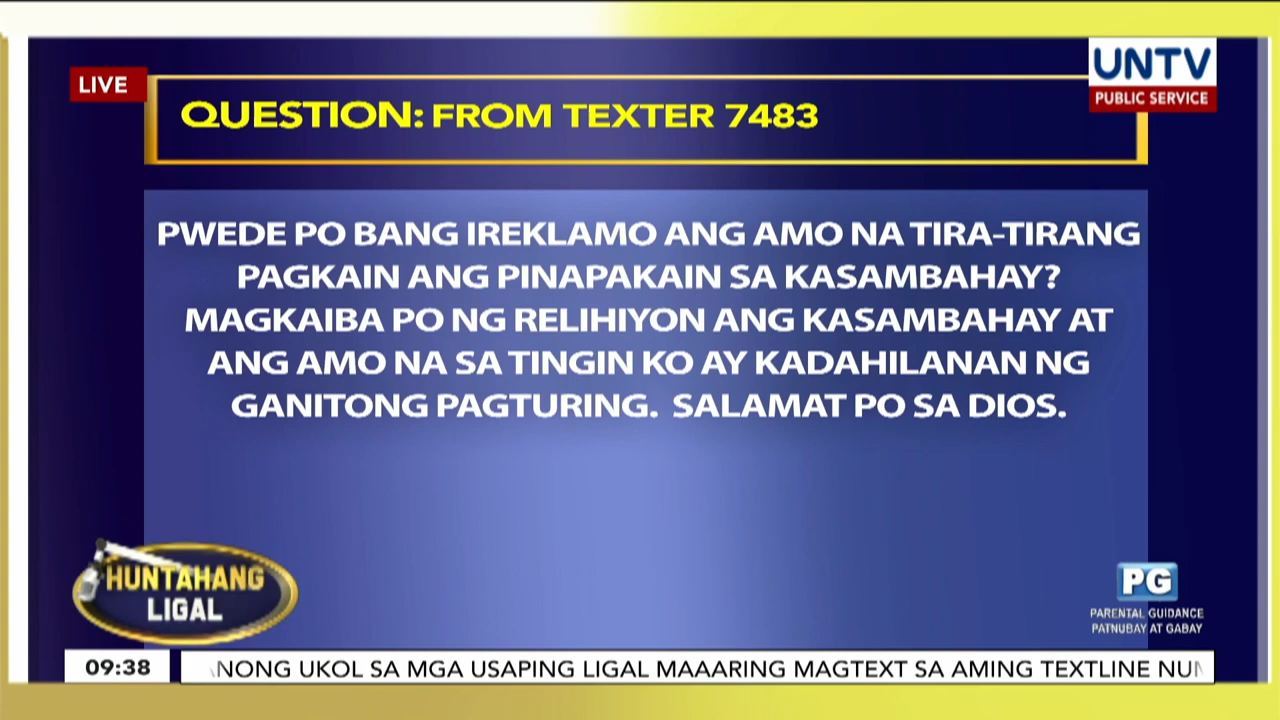 LIVE
UNTV
PUBLIC SERVICE
QUESTION: FROM TEXTER 7483
PWEDE PO BANG IREKLAMO ANG AMO NA TIRA-TIRANG
PAGKAIN ANG PINAPAKAIN SA KASAMBAHAY?
MAGKAIBA PO NG RELIHIYON ANG KASAMBAHAY AT
ANG AMO NA SA TINGIN KO AY KADAHILANAN NG
GANITONG PAGTURING. SALAMAT PO SA DIOS.
HUNTAHANG
LIGAL
PG
PARENTAL GUIDANCE
PATNUBAY AT GABAY
09:38 NONG UKOL SA MGA USAPING LIGAL MAAARING MAGTEXT SA AMING TEXTLINE